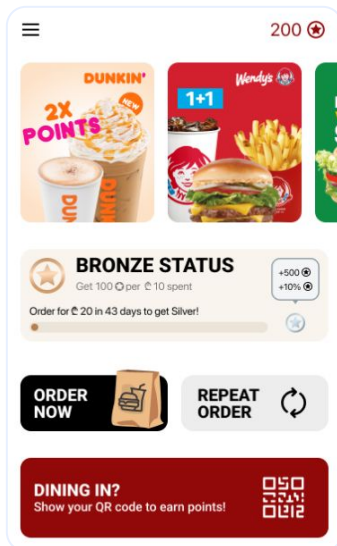 200
DUNKIN'
2X
POINTS
NEW
DUN
DUN
Wendy's
1+1
BRONZE STATUS
Get 100 per ₾ 10 spent
+500
+10%
Order for ₾ 20 in 43 days to get Silver!
ORDER
NOW
REPEAT
ORDER
DINING IN?
Show your QR code to earn points!